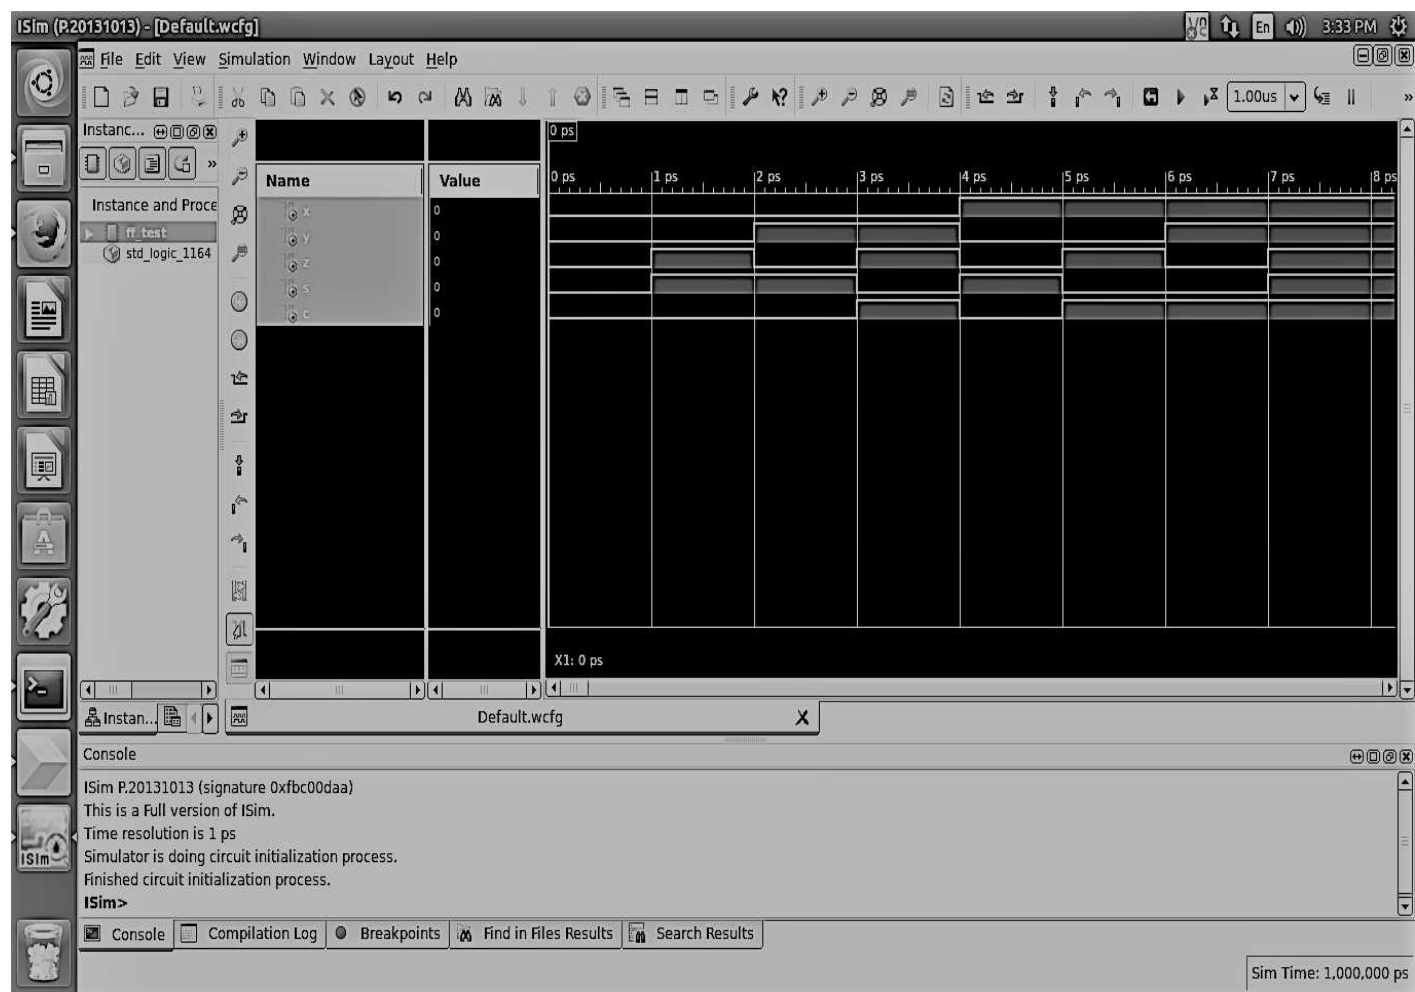 ISim (P.20131013) - [Default.wcfg]
En 3:33 PM
File Edit View Simulation Window Layout Help
1.00us
Instanc...
Instance and Proce
ff_test
std_logic_1164
Name Value
x 0
y 0
z 0
s 0
c 0
0 ps
0 ps 1 ps 2 ps 3 ps 4 ps 5 ps 6 ps 7 ps 8 ps
X1: 0 ps
Instan...
Default.wcfg
Console
ISim P.20131013 (signature 0xfbc00daa)
This is a Full version of ISim.
Time resolution is 1 ps
Simulator is doing circuit initialization process.
Finished circuit initialization process.
ISim>
ISim
Console Compilation Log Breakpoints Find in Files Results Search Results
Sim Time: 1,000,000 ps